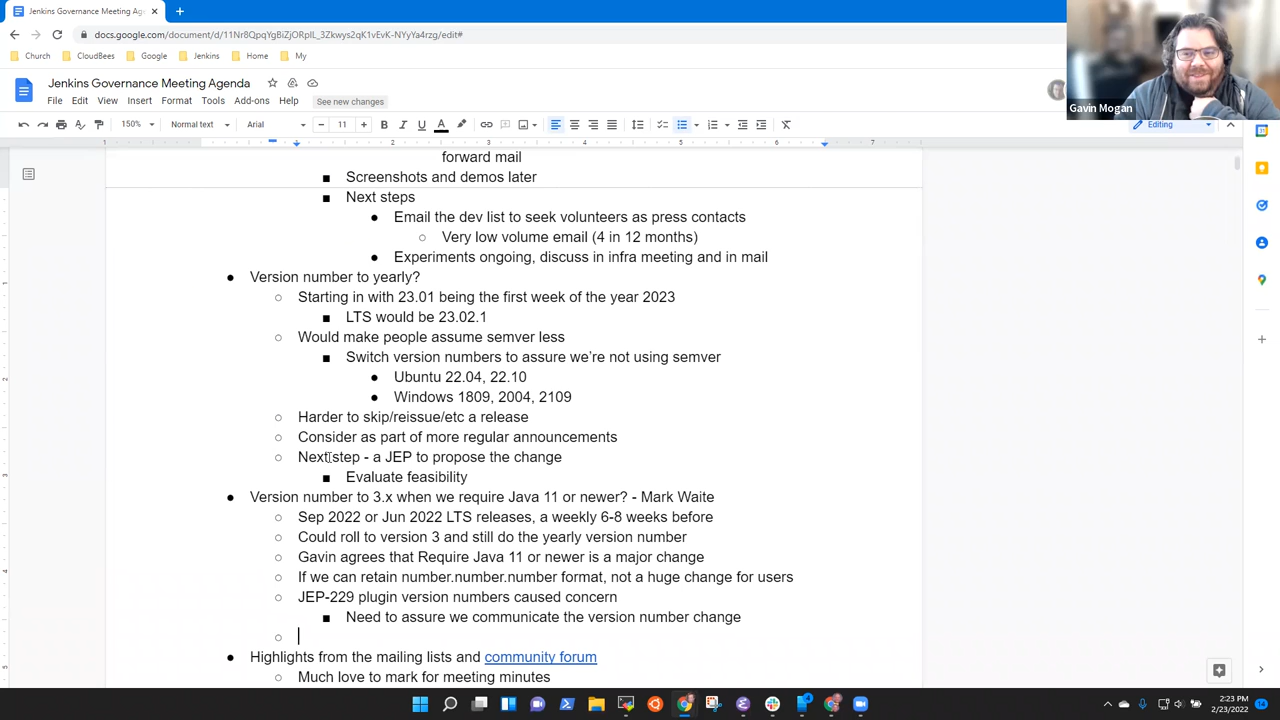 Jenkins Governance Meeting Ag
docs.google.com/document/d/11Nr8QpqYgBiZjORpIL_3Zkwys2qK1vEvK-NYyYa4rzg/edit#
Church CloudBees Google Jenkins Home My
Jenkins Governance Meeting Agenda
File Edit View Insert Format Tools Add-ons Help See new changes
150% Normal text Arial 11 Editing
Gavin Mogan
1 2 3 4 5 6 7
forward mail
Screenshots and demos later
Next steps
Email the dev list to seek volunteers as press contacts
Very low volume email (4 in 12 months)
Experiments ongoing, discuss in infra meeting and in mail
Version number to yearly?
Starting in with 23.01 being the first week of the year 2023
LTS would be 23.02.1
Would make people assume semver less
Switch version numbers to assure we're not using semver
Ubuntu 22.04, 22.10
Windows 1809, 2004, 2109
Harder to skip/reissue/etc a release
Consider as part of more regular announcements
Next step - a JEP to propose the change
Evaluate feasibility
Version number to 3.x when we require Java 11 or newer? - Mark Waite
Sep 2022 or Jun 2022 LTS releases, a weekly 6-8 weeks before
Could roll to version 3 and still do the yearly version number
Gavin agrees that Require Java 11 or newer is a major change
If we can retain number.number.number format, not a huge change for users
JEP-229 plugin version numbers caused concern
Need to assure we communicate the version number change
Highlights from the mailing lists and community forum
Much love to mark for meeting minutes
2:23 PM
2/23/2022